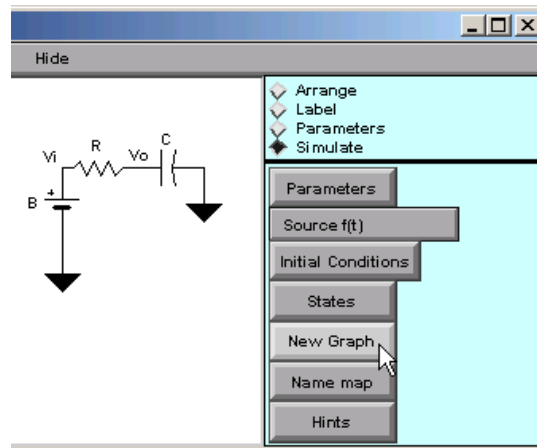 Hide
Arrange
Label
Parameters
Simulate
Vi
R
Vo
C
B
+
Parameters
Source f(t)
Initial Conditions
States
New Graph
Name map
Hints